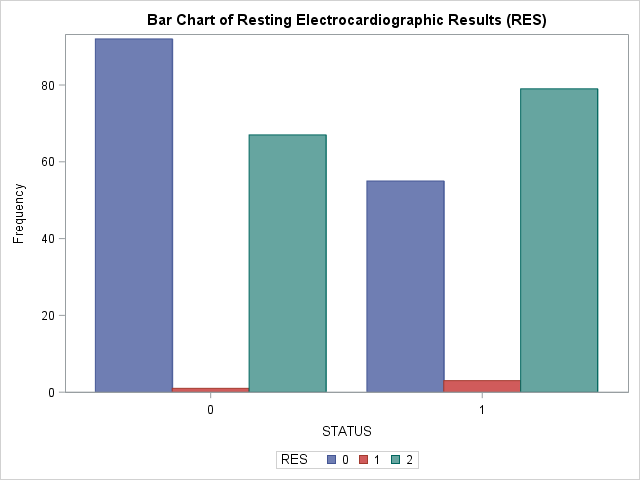 Bar Chart of Resting Electrocardiographic Results (RES)
Frequency
80
60
40
20
0
0 1
STATUS
RES 0 1 2